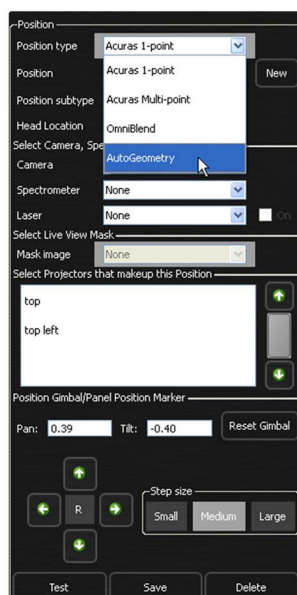 Position
Position type Acuras 1-point
Position Acuras 1-point New
Position subtype Acuras Multi-point
Head Location OmniBlend
Select Camera, Spe
Camera AutoGeometry
Spectrometer None
Laser None On
Select Live View Mask
Mask image None
Select Projectors that makeup this Position
top
top left
Position Gimbal/Panel Position Marker
Pan: 0.39 Tilt: -0.40 Reset Gimbal
Step size
R Small Medium Large
Test Save Delete